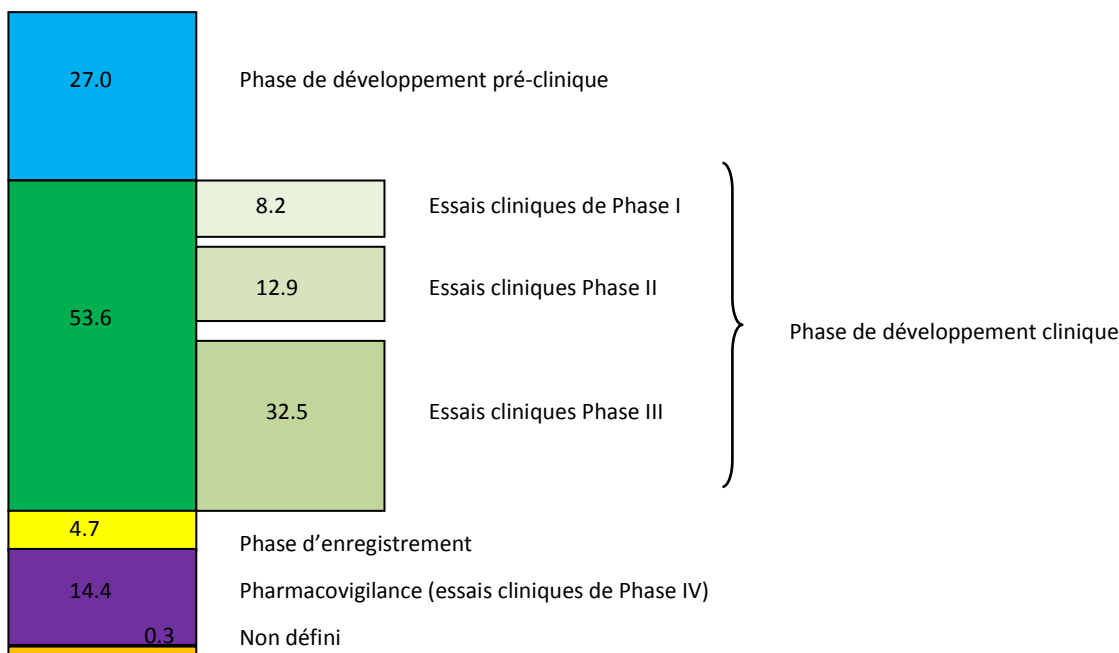 27.0 Phase de développement pré-clinique
8.2 Essais cliniques de Phase I
12.9 Essais cliniques Phase II
53.6
Phase de développement clinique
32.5 Essais cliniques Phase III
4.7
Phase d’enregistrement
14.4 Pharmacovigilance (essais cliniques de Phase IV)
0.3 Non défini